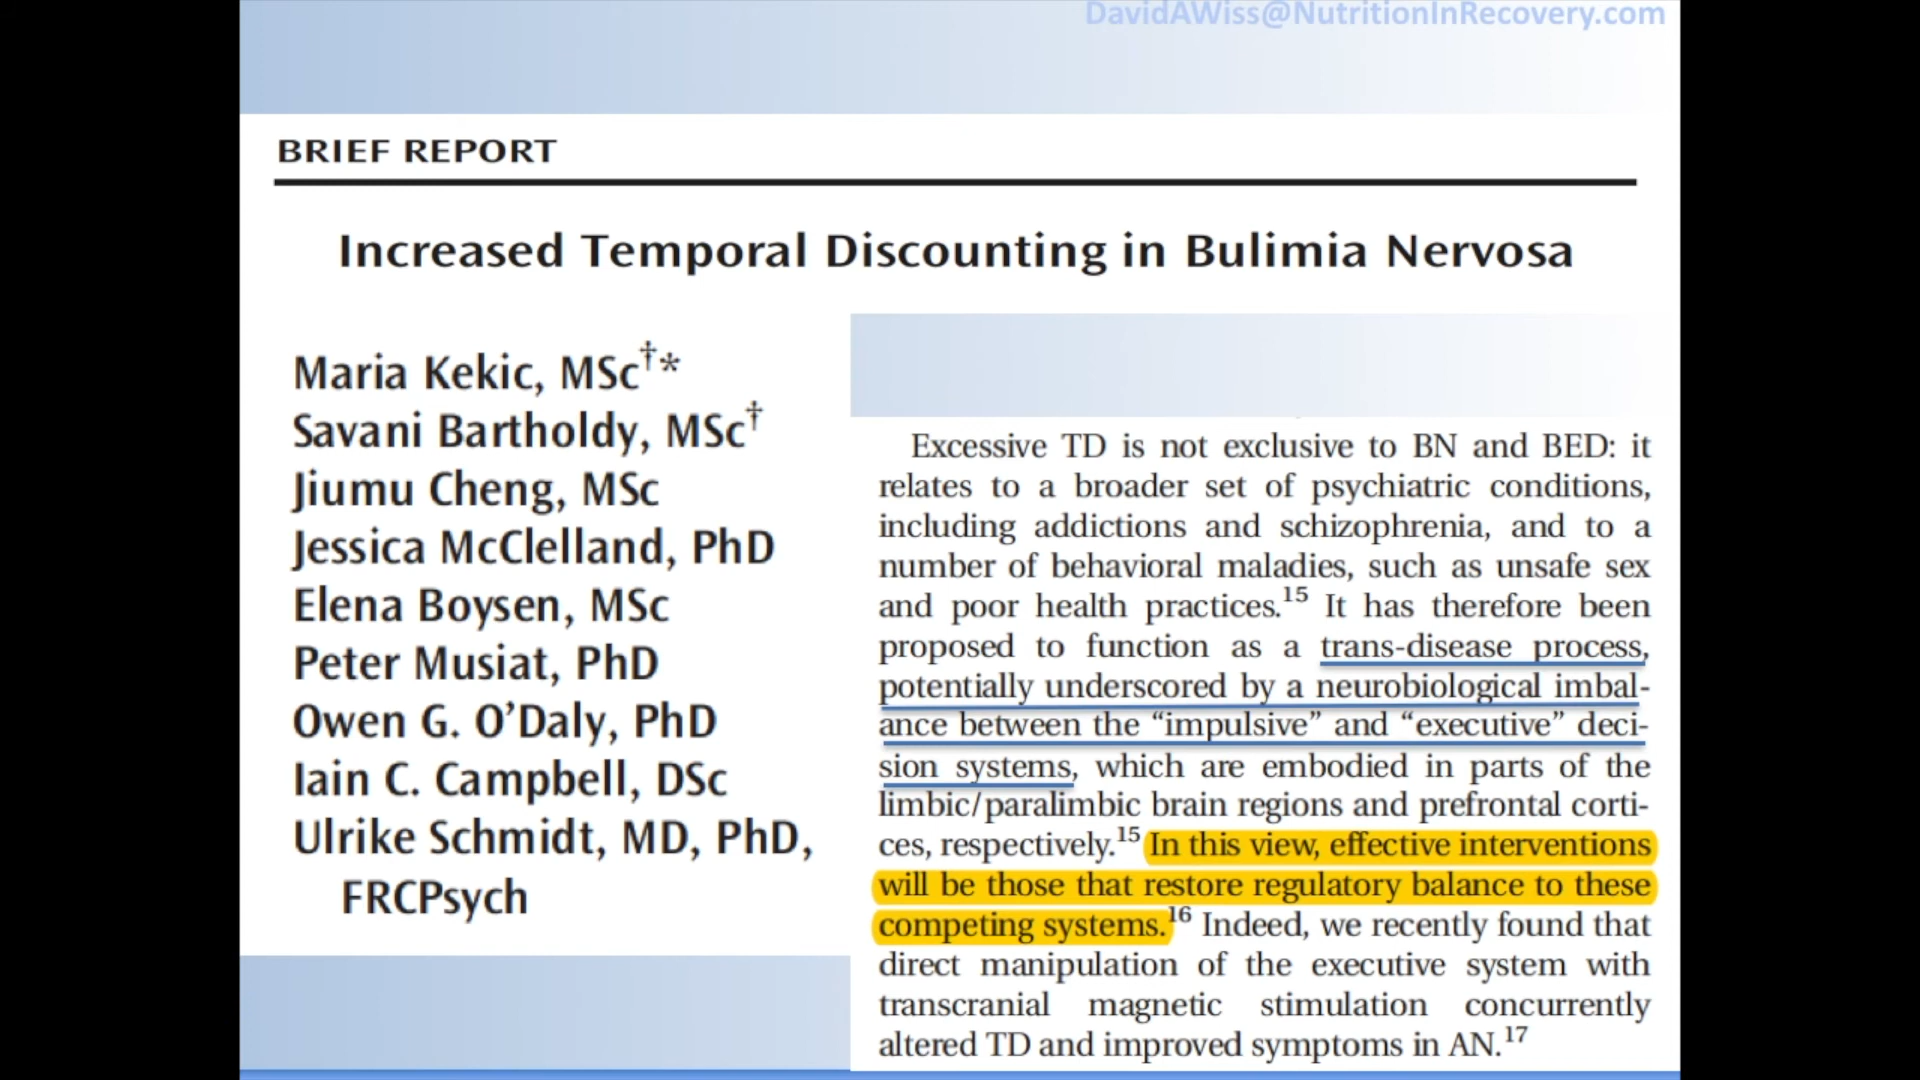 DavidAWiss@NutritionInRecovery.com
BRIEF REPORT
Increased Temporal Discounting in Bulimia Nervosa
Maria Kekic, MSc†*
Savani Bartholdy, MSc†
Jiumu Cheng, MSc
Jessica McClelland, PhD
Elena Boysen, MSc
Peter Musiat, PhD
Owen G. O’Daly, PhD
Iain C. Campbell, DSc
Ulrike Schmidt, MD, PhD,
FRCPsych
Excessive TD is not exclusive to BN and BED: it
relates to a broader set of psychiatric conditions,
including addictions and schizophrenia, and to a
number of behavioral maladies, such as unsafe sex
and poor health practices.15 It has therefore been
proposed to function as a trans-disease process,
potentially underscored by a neurobiological imbal-
ance between the “impulsive” and “executive” deci-
sion systems, which are embodied in parts of the
limbic/paralimbic brain regions and prefrontal corti-
ces, respectively.15 In this view, effective interventions
will be those that restore regulatory balance to these
competing systems.16 Indeed, we recently found that
direct manipulation of the executive system with
transcranial magnetic stimulation concurrently
altered TD and improved symptoms in AN.17